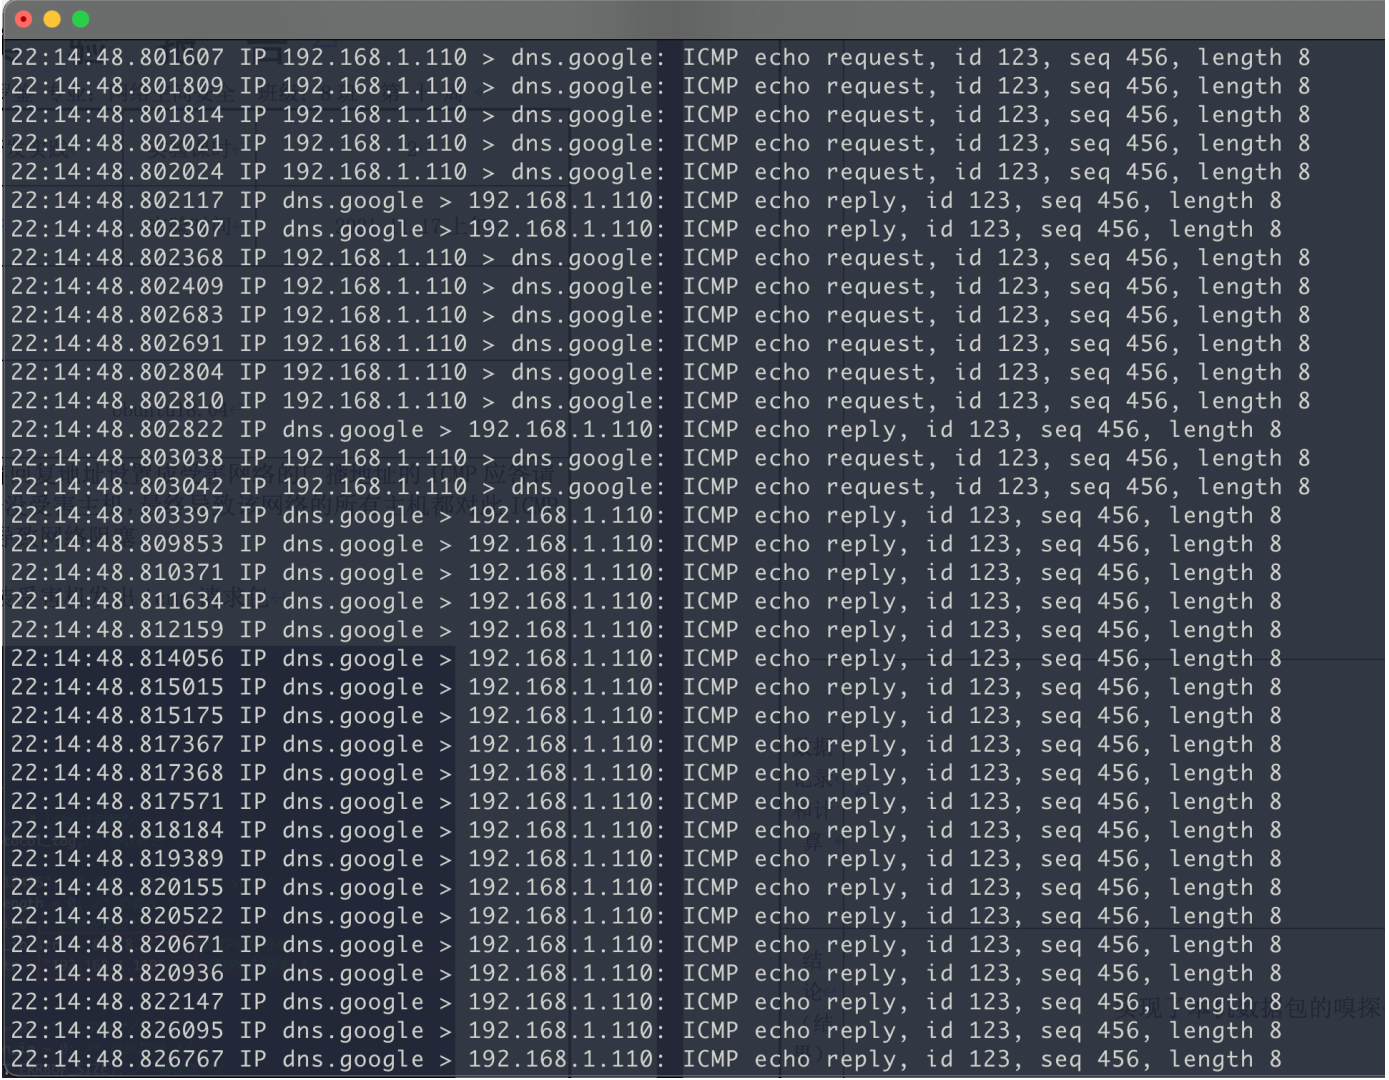 22:14:48.801607 IP 192.168.1.110 > dns.google: ICMP echo request, id 123, seq 456, length 8
22:14:48.801809 IP 192.168.1.110 > dns.google: ICMP echo request, id 123, seq 456, length 8
22:14:48.801814 IP 192.168.1.110 > dns.google: ICMP echo request, id 123, seq 456, length 8
22:14:48.802021 IP 192.168.1.110 > dns.google: ICMP echo request, id 123, seq 456, length 8
22:14:48.802024 IP 192.168.1.110 > dns.google: ICMP echo request, id 123, seq 456, length 8
22:14:48.802117 IP dns.google > 192.168.1.110: ICMP echo reply, id 123, seq 456, length 8
22:14:48.802307 IP dns.google > 192.168.1.110: ICMP echo reply, id 123, seq 456, length 8
22:14:48.802368 IP 192.168.1.110 > dns.google: ICMP echo request, id 123, seq 456, length 8
22:14:48.802409 IP 192.168.1.110 > dns.google: ICMP echo request, id 123, seq 456, length 8
22:14:48.802683 IP 192.168.1.110 > dns.google: ICMP echo request, id 123, seq 456, length 8
22:14:48.802691 IP 192.168.1.110 > dns.google: ICMP echo request, id 123, seq 456, length 8
22:14:48.802804 IP 192.168.1.110 > dns.google: ICMP echo request, id 123, seq 456, length 8
22:14:48.802810 IP 192.168.1.110 > dns.google: ICMP echo request, id 123, seq 456, length 8
22:14:48.802822 IP dns.google > 192.168.1.110: ICMP echo reply, id 123, seq 456, length 8
22:14:48.803038 IP 192.168.1.110 > dns.google: ICMP echo request, id 123, seq 456, length 8
22:14:48.803042 IP 192.168.1.110 > dns.google: ICMP echo request, id 123, seq 456, length 8
22:14:48.803397 IP dns.google > 192.168.1.110: ICMP echo reply, id 123, seq 456, length 8
22:14:48.809853 IP dns.google > 192.168.1.110: ICMP echo reply, id 123, seq 456, length 8
22:14:48.810371 IP dns.google > 192.168.1.110: ICMP echo reply, id 123, seq 456, length 8
22:14:48.811634 IP dns.google > 192.168.1.110: ICMP echo reply, id 123, seq 456, length 8
22:14:48.812159 IP dns.google > 192.168.1.110: ICMP echo reply, id 123, seq 456, length 8
22:14:48.814056 IP dns.google > 192.168.1.110: ICMP echo reply, id 123, seq 456, length 8
22:14:48.815015 IP dns.google > 192.168.1.110: ICMP echo reply, id 123, seq 456, length 8
22:14:48.815175 IP dns.google > 192.168.1.110: ICMP echo reply, id 123, seq 456, length 8
22:14:48.817367 IP dns.google > 192.168.1.110: ICMP echo reply, id 123, seq 456, length 8
22:14:48.817368 IP dns.google > 192.168.1.110: ICMP echo reply, id 123, seq 456, length 8
22:14:48.817571 IP dns.google > 192.168.1.110: ICMP echo reply, id 123, seq 456, length 8
22:14:48.818184 IP dns.google > 192.168.1.110: ICMP echo reply, id 123, seq 456, length 8
22:14:48.819389 IP dns.google > 192.168.1.110: ICMP echo reply, id 123, seq 456, length 8
22:14:48.820155 IP dns.google > 192.168.1.110: ICMP echo reply, id 123, seq 456, length 8
22:14:48.820522 IP dns.google > 192.168.1.110: ICMP echo reply, id 123, seq 456, length 8
22:14:48.820671 IP dns.google > 192.168.1.110: ICMP echo reply, id 123, seq 456, length 8
22:14:48.820936 IP dns.google > 192.168.1.110: ICMP echo reply, id 123, seq 456, length 8
22:14:48.822147 IP dns.google > 192.168.1.110: ICMP echo reply, id 123, seq 456, length 8
22:14:48.826095 IP dns.google > 192.168.1.110: ICMP echo reply, id 123, seq 456, length 8
22:14:48.826767 IP dns.google > 192.168.1.110: ICMP echo reply, id 123, seq 456, length 8